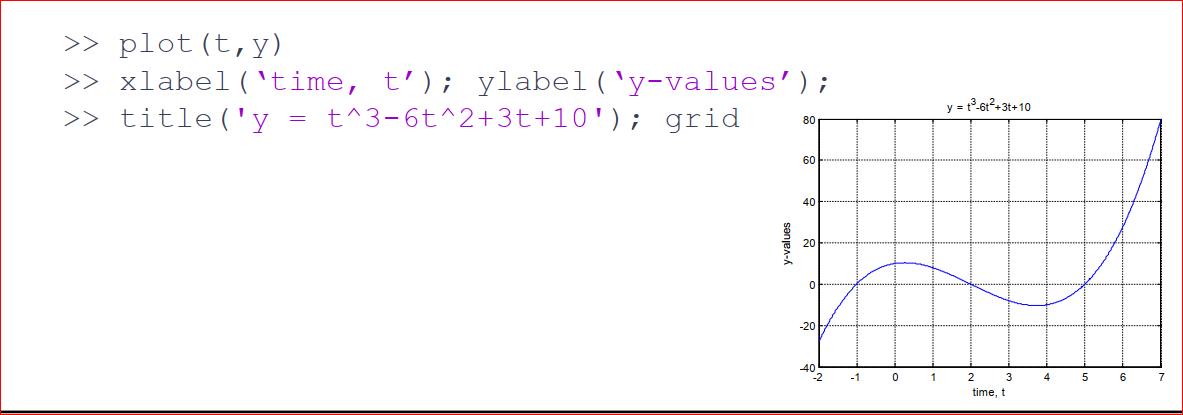 >> plot(t,y)
>> xlabel(‘time, t’); ylabel(‘y-values’);
>> title('y = t^3-6t^2+3t+10'); grid
y = t³-6t²+3t+10
80
60
40
20
0
-20
-40
y-values
-2 -1 0 1 2 3 4 5 6 7
time, t